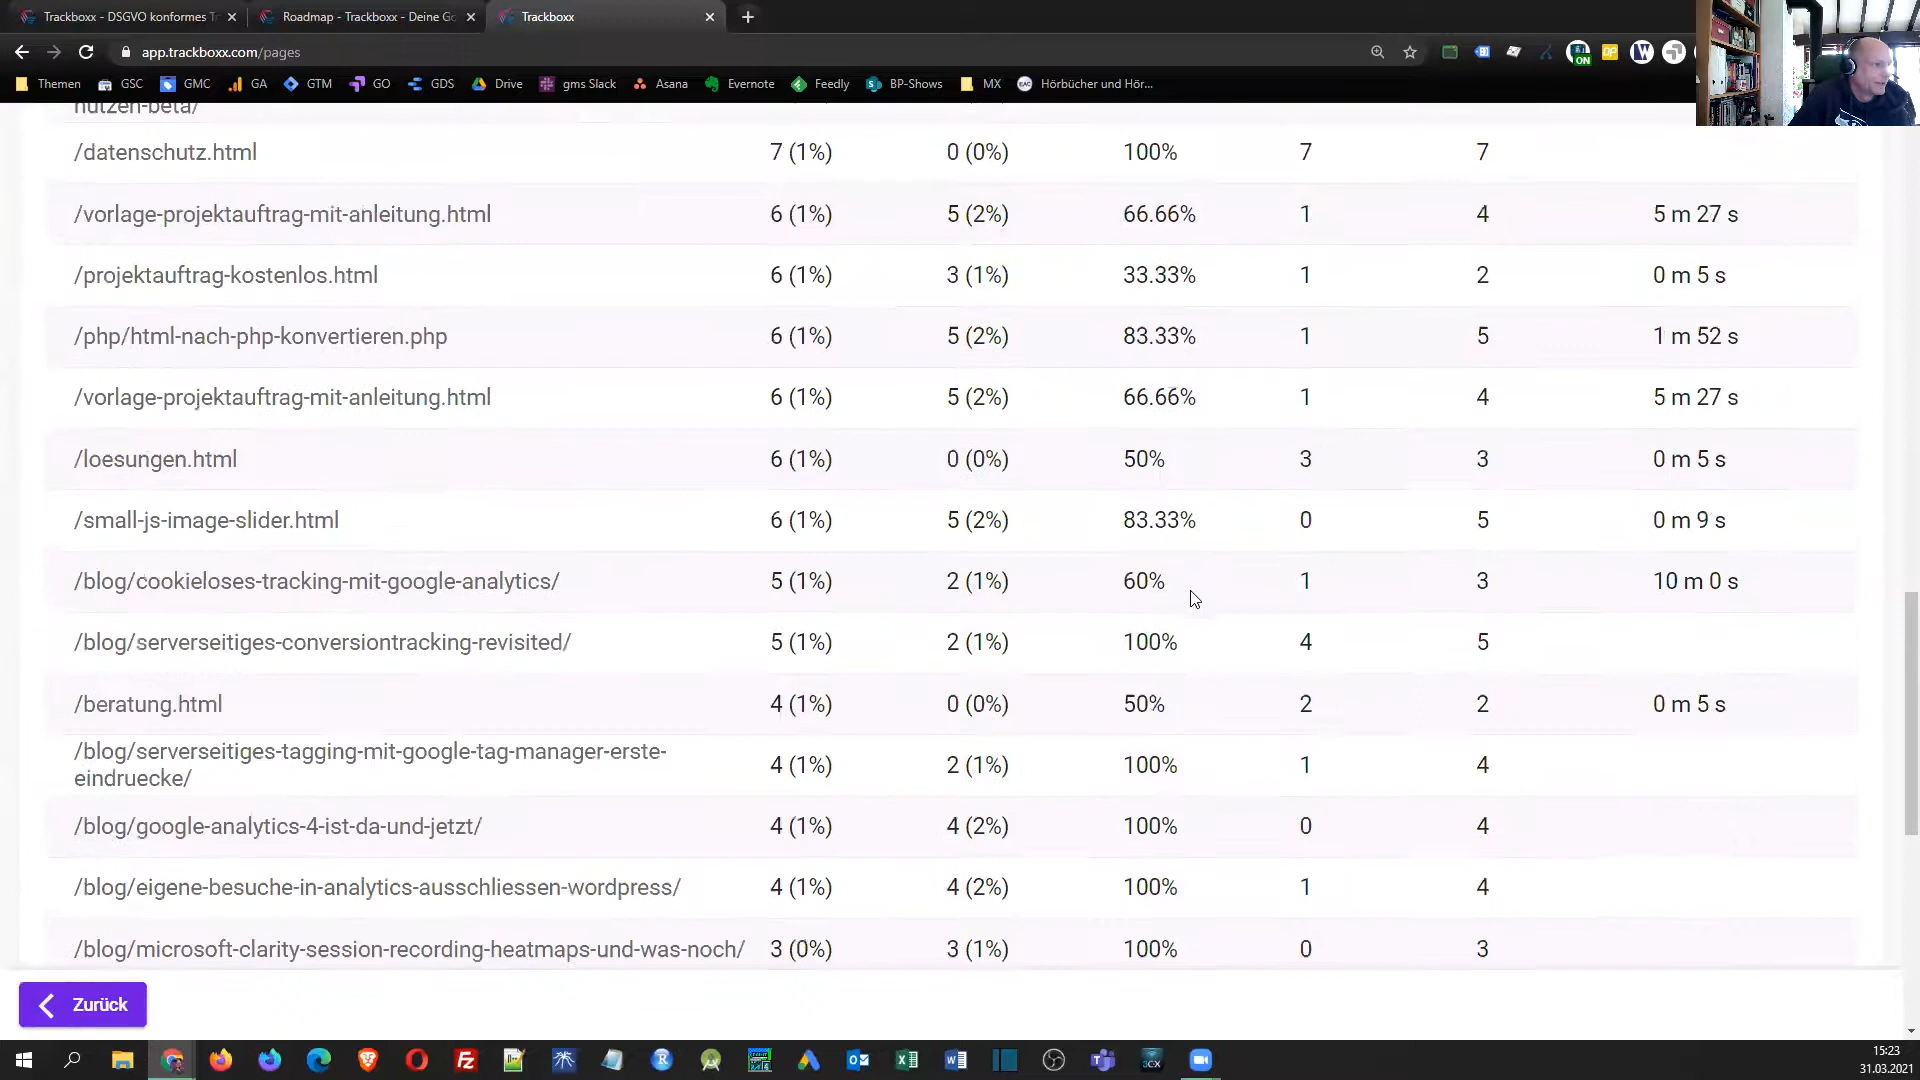 Trackboxx - DSGVO konformes T
Roadmap - Trackboxx - Deine Go
Trackboxx
app.trackboxx.com/pages
ON
Themen GSC GMC GA GTM GO GDS Drive gms Slack Asana Evernote Feedly BP-Shows MX Hörbücher und Hör...
nutzen-beta/
/datenschutz.html 7 (1%) 0 (0%) 100% 7 7
/vorlage-projektauftrag-mit-anleitung.html 6 (1%) 5 (2%) 66.66% 1 4 5 m 27 s
/projektauftrag-kostenlos.html 6 (1%) 3 (1%) 33.33% 1 2 0 m 5 s
/php/html-nach-php-konvertieren.php 6 (1%) 5 (2%) 83.33% 1 5 1 m 52 s
/vorlage-projektauftrag-mit-anleitung.html 6 (1%) 5 (2%) 66.66% 1 4 5 m 27 s
/loesungen.html 6 (1%) 0 (0%) 50% 3 3 0 m 5 s
/small-js-image-slider.html 6 (1%) 5 (2%) 83.33% 0 5 0 m 9 s
/blog/cookieloses-tracking-mit-google-analytics/ 5 (1%) 2 (1%) 60% 1 3 10 m 0 s
/blog/serverseitiges-conversiontracking-revisited/ 5 (1%) 2 (1%) 100% 4 5
/beratung.html 4 (1%) 0 (0%) 50% 2 2 0 m 5 s
/blog/serverseitiges-tagging-mit-google-tag-manager-erste-
eindruecke/ 4 (1%) 2 (1%) 100% 1 4
/blog/google-analytics-4-ist-da-und-jetzt/ 4 (1%) 4 (2%) 100% 0 4
/blog/eigene-besuche-in-analytics-ausschliessen-wordpress/ 4 (1%) 4 (2%) 100% 1 4
/blog/microsoft-clarity-session-recording-heatmaps-und-was-noch/ 3 (0%) 3 (1%) 100% 0 3
Zurück
15:23
31.03.2021